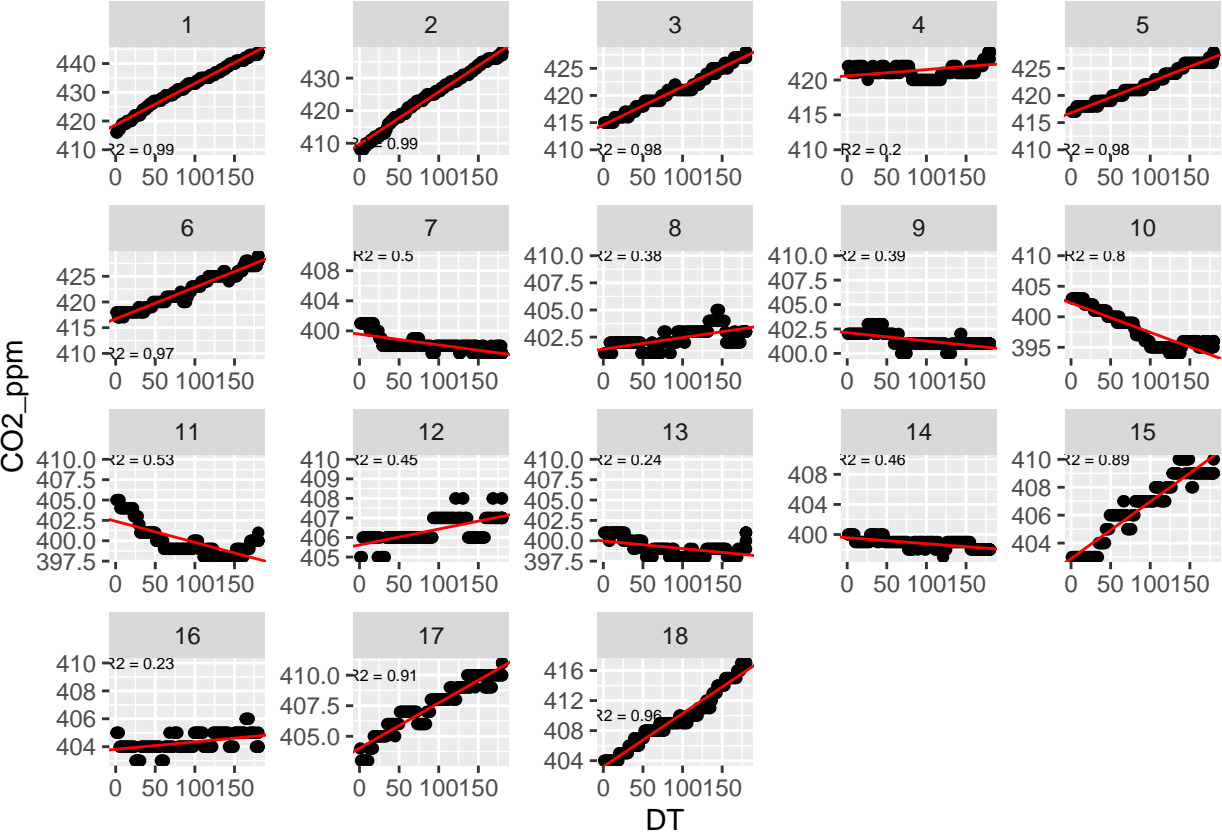 1 2 3 4 5
440
430
420
410
R2 = 0.99
0 50 100150
430
420
410
R2 = 0.99
0 50 100150
425
420
415
410
R2 = 0.98
0 50 100150
420
415
410
R2 = 0.2
0 50 100150
425
420
415
410
R2 = 0.98
0 50 100150
6 7 8 9 10
425
420
415
410
R2 = 0.97
0 50 100150
408
404
400
R2 = 0.5
0 50 100150
410.0
407.5
405.0
402.5
R2 = 0.38
0 50 100150
410.0
407.5
405.0
402.5
400.0
R2 = 0.39
0 50 100150
410
405
400
395
R2 = 0.8
0 50 100150
CO2_ppm
11 12 13 14 15
410.0
407.5
405.0
402.5
400.0
397.5
R2 = 0.53
0 50 100150
410
409
408
407
406
405
R2 = 0.45
0 50 100150
410.0
407.5
405.0
402.5
400.0
397.5
R2 = 0.24
0 50 100150
408
404
400
R2 = 0.46
0 50 100150
410
408
406
404
R2 = 0.89
0 50 100150
16 17 18
410
408
406
404
R2 = 0.23
0 50 100150
410.0
407.5
405.0
R2 = 0.91
0 50 100150
416
412
408
404
R2 = 0.96
0 50 100150
DT